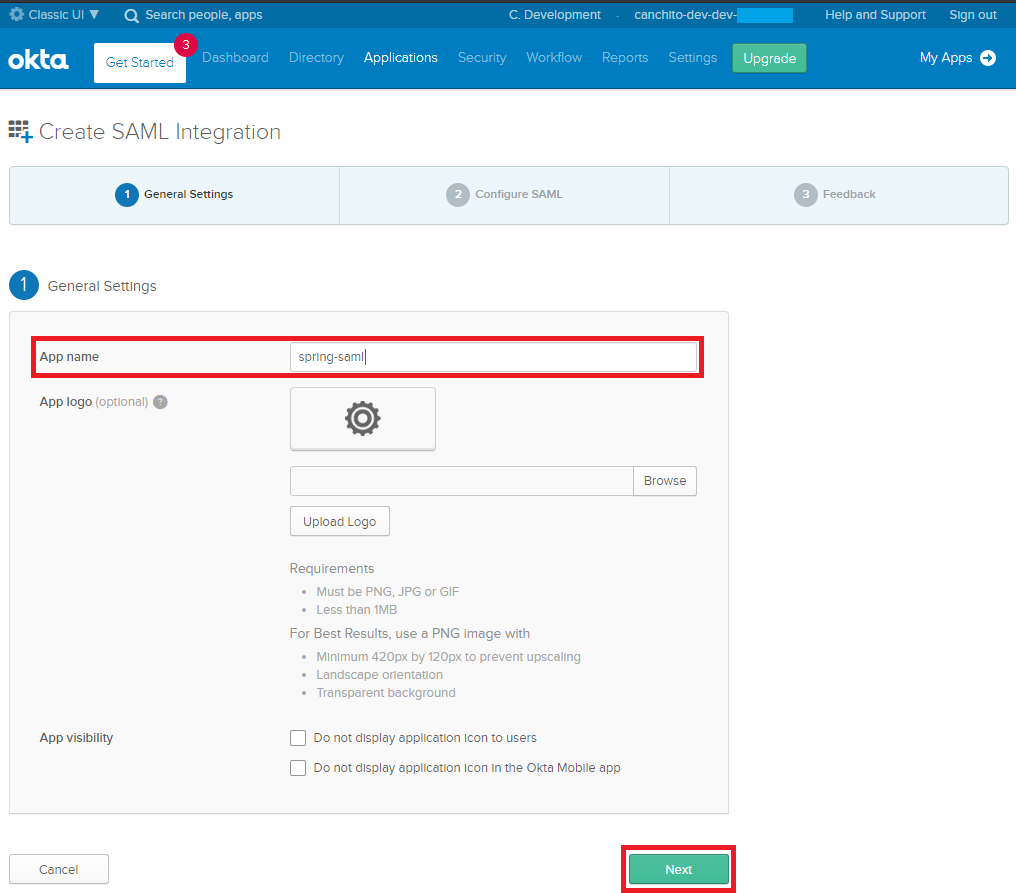 Classic UI ▼ Search people, apps C. Development . canchito-dev-dev- Help and Support Sign out
okta Get Started 3 Dashboard Directory Applications Security Workflow Reports Settings Upgrade My Apps
Create SAML Integration
1 General Settings 2 Configure SAML 3 Feedback
1 General Settings
App name spring-saml
App logo (optional) ?
Browse
Upload Logo
Requirements
• Must be PNG, JPG or GIF
• Less than 1MB
For Best Results, use a PNG image with
• Minimum 420px by 120px to prevent upscaling
• Landscape orientation
• Transparent background
App visibility Do not display application icon to users
Do not display application icon in the Okta Mobile app
Cancel Next